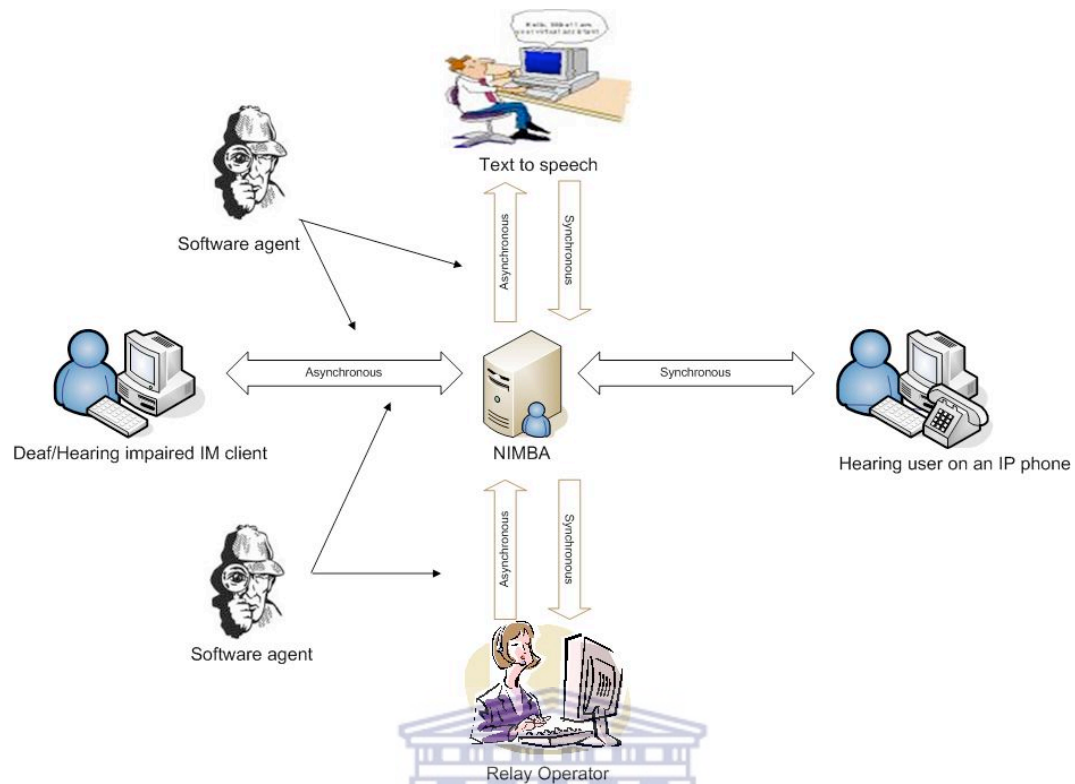 Text to speech
Software agent
Asynchronous
Synchronous
Asynchronous
Synchronous
Deaf/Hearing impaired IM client
NIMBA
Hearing user on an IP phone
Asynchronous
Synchronous
Software agent
Relay Operator